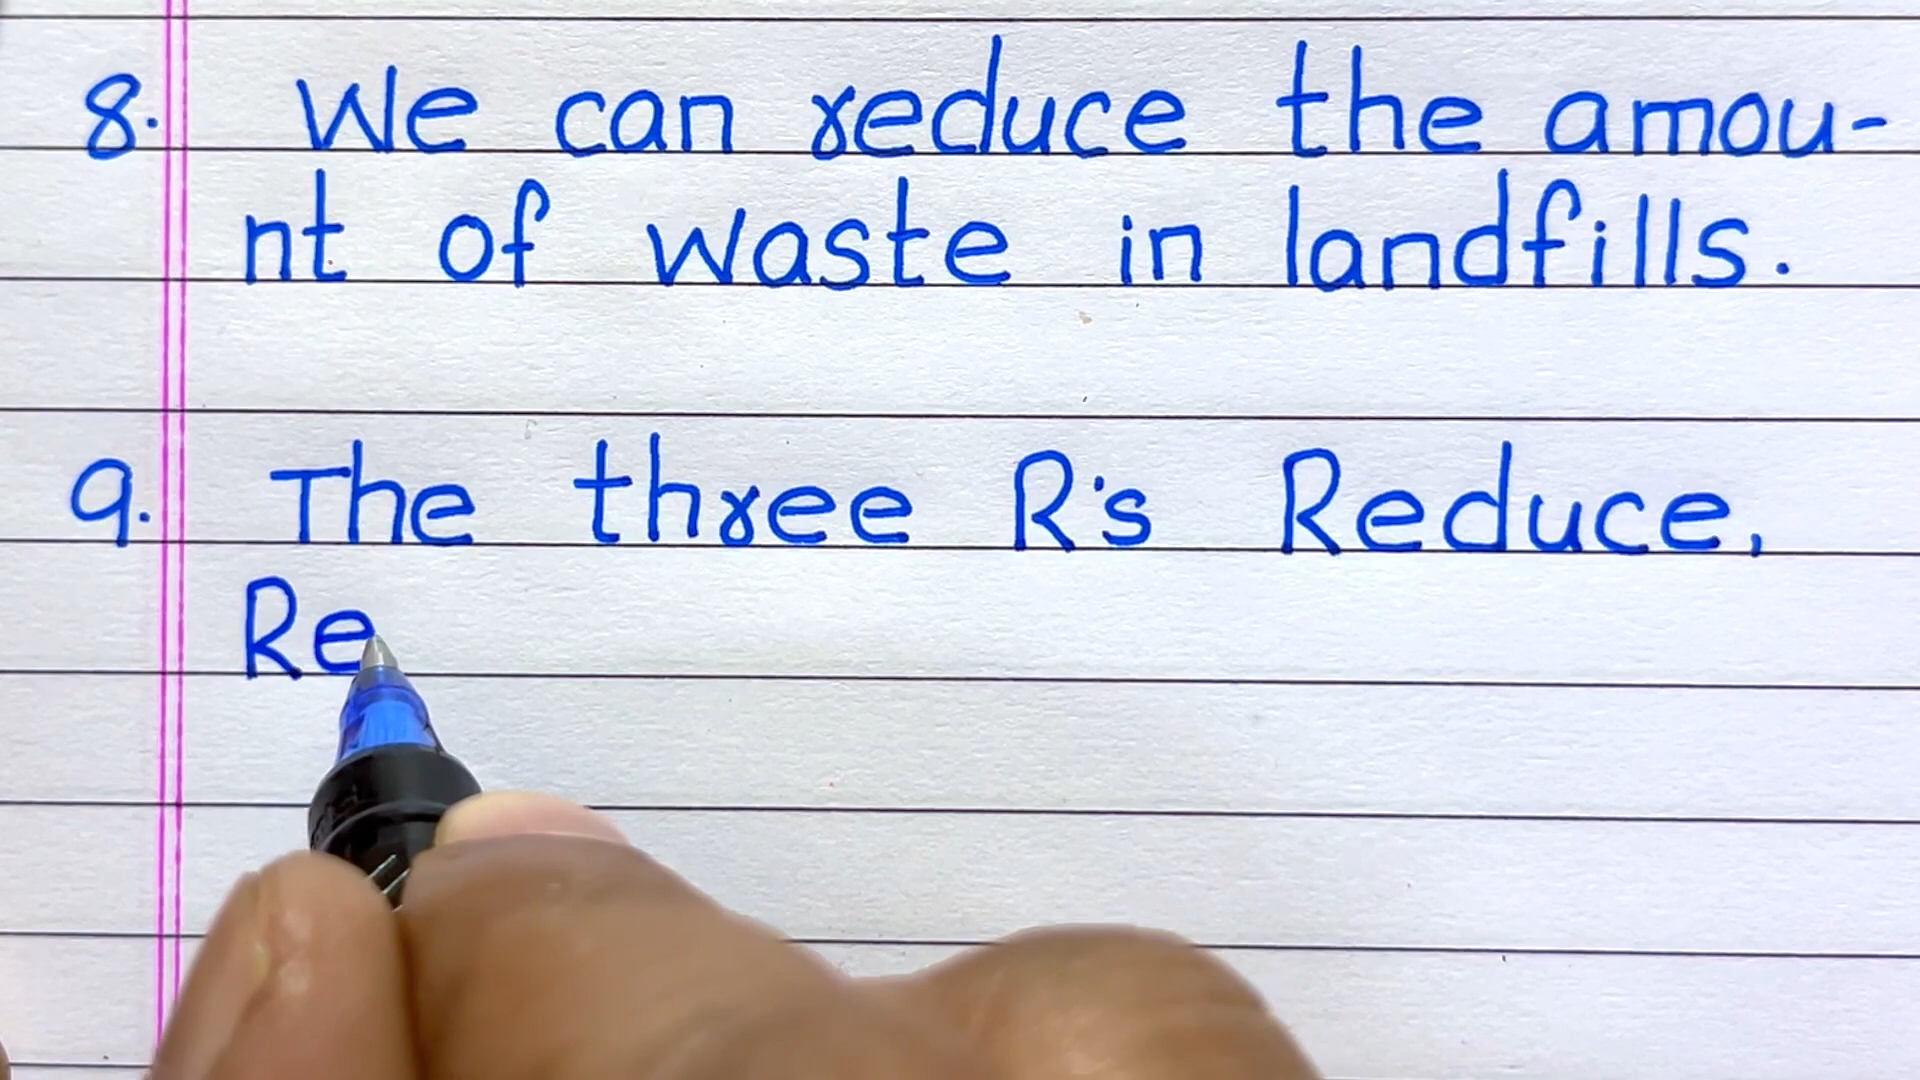 8. We can reduce the amou-
nt of waste in landfills.
9. The three R's Reduce,
Re